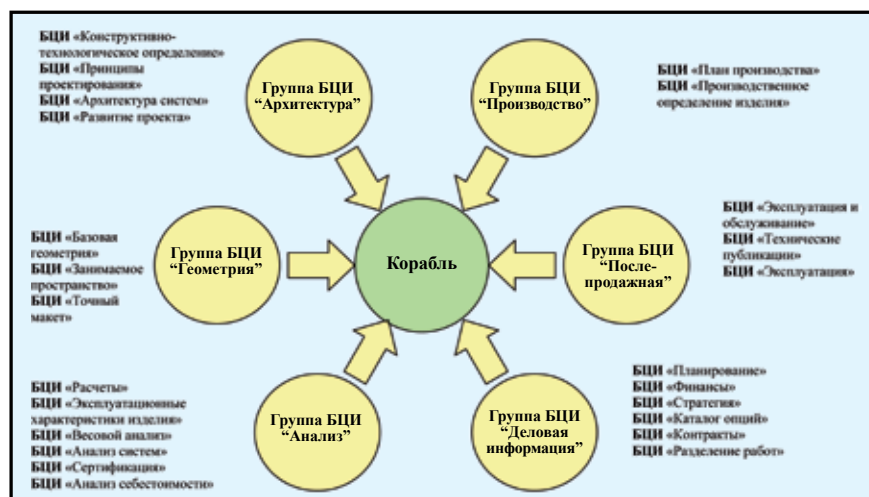 БЦИ «Конструктивно-
технологическое определение»
БЦИ «Принципы
проектирования»
БЦИ «Архитектура систем»
БЦИ «Развитие проекта»
Группа БЦИ
“Архитектура”
Группа БЦИ
“Производство”
БЦИ «План производства»
БЦИ «Производственное
определение изделия»
БЦИ «Базовая
геометрия»
БЦИ «Занимаемое
пространство»
БЦИ «Точный
макет»
Группа БЦИ
“Геометрия”
Корабль
Группа БЦИ
“После-
продажная”
БЦИ «Эксплуатация и
обслуживание»
БЦИ «Технические
публикации»
БЦИ «Эксплуатация»
БЦИ «Расчеты»
БЦИ «Эксплуатационные
характеристики изделия»
БЦИ «Весовой анализ»
БЦИ «Анализ систем»
БЦИ «Сертификация»
БЦИ «Анализ себестоимости»
Группа БЦИ
“Анализ”
Группа БЦИ
“Деловая
информация”
БЦИ «Планирование»
БЦИ «Финансы»
БЦИ «Стратегия»
БЦИ «Каталог опций»
БЦИ «Контракты»
БЦИ «Разделение работ»